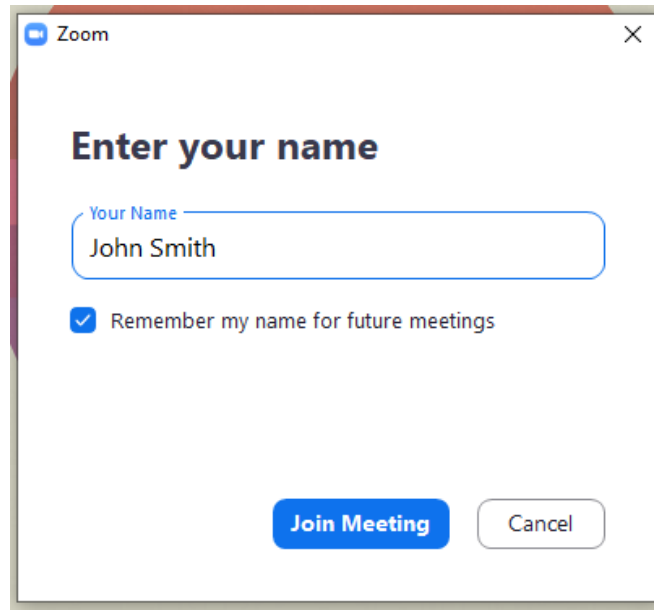 Zoom
Enter your name
Your Name
John Smith
Remember my name for future meetings
Join Meeting Cancel